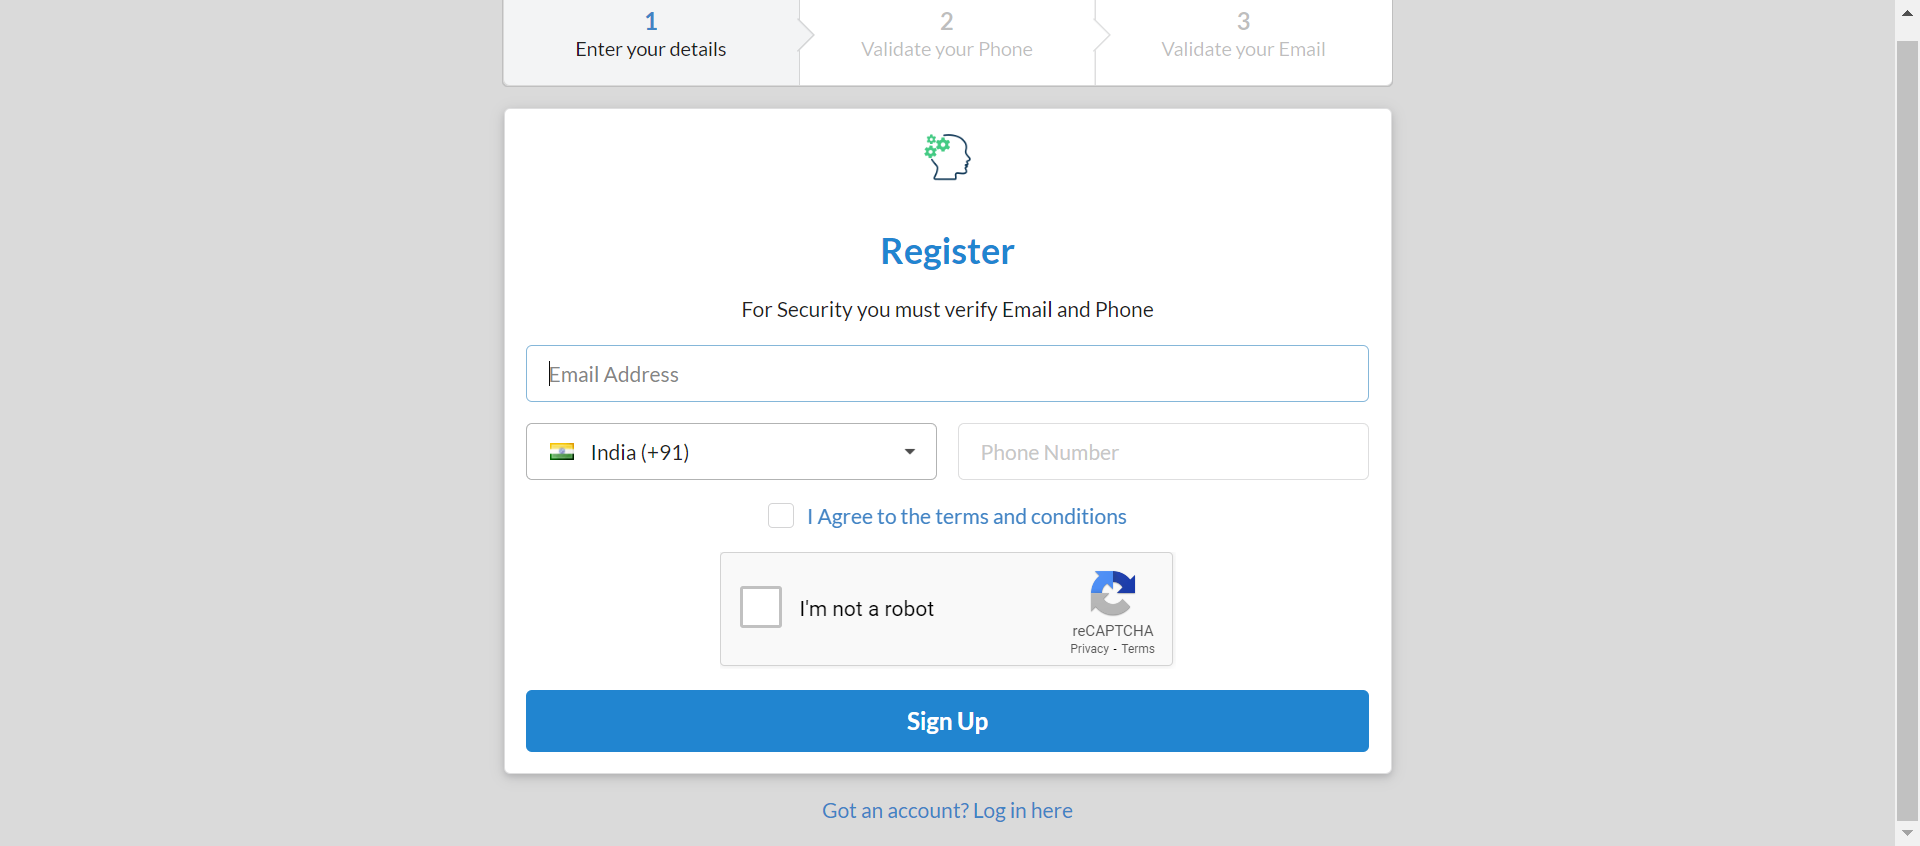 1
Enter your details
2
Validate your Phone
3
Validate your Email
Register
For Security you must verify Email and Phone
Email Address
India (+91)
Phone Number
I Agree to the terms and conditions
I'm not a robot
reCAPTCHA
Privacy - Terms
Sign Up
Got an account? Log in here